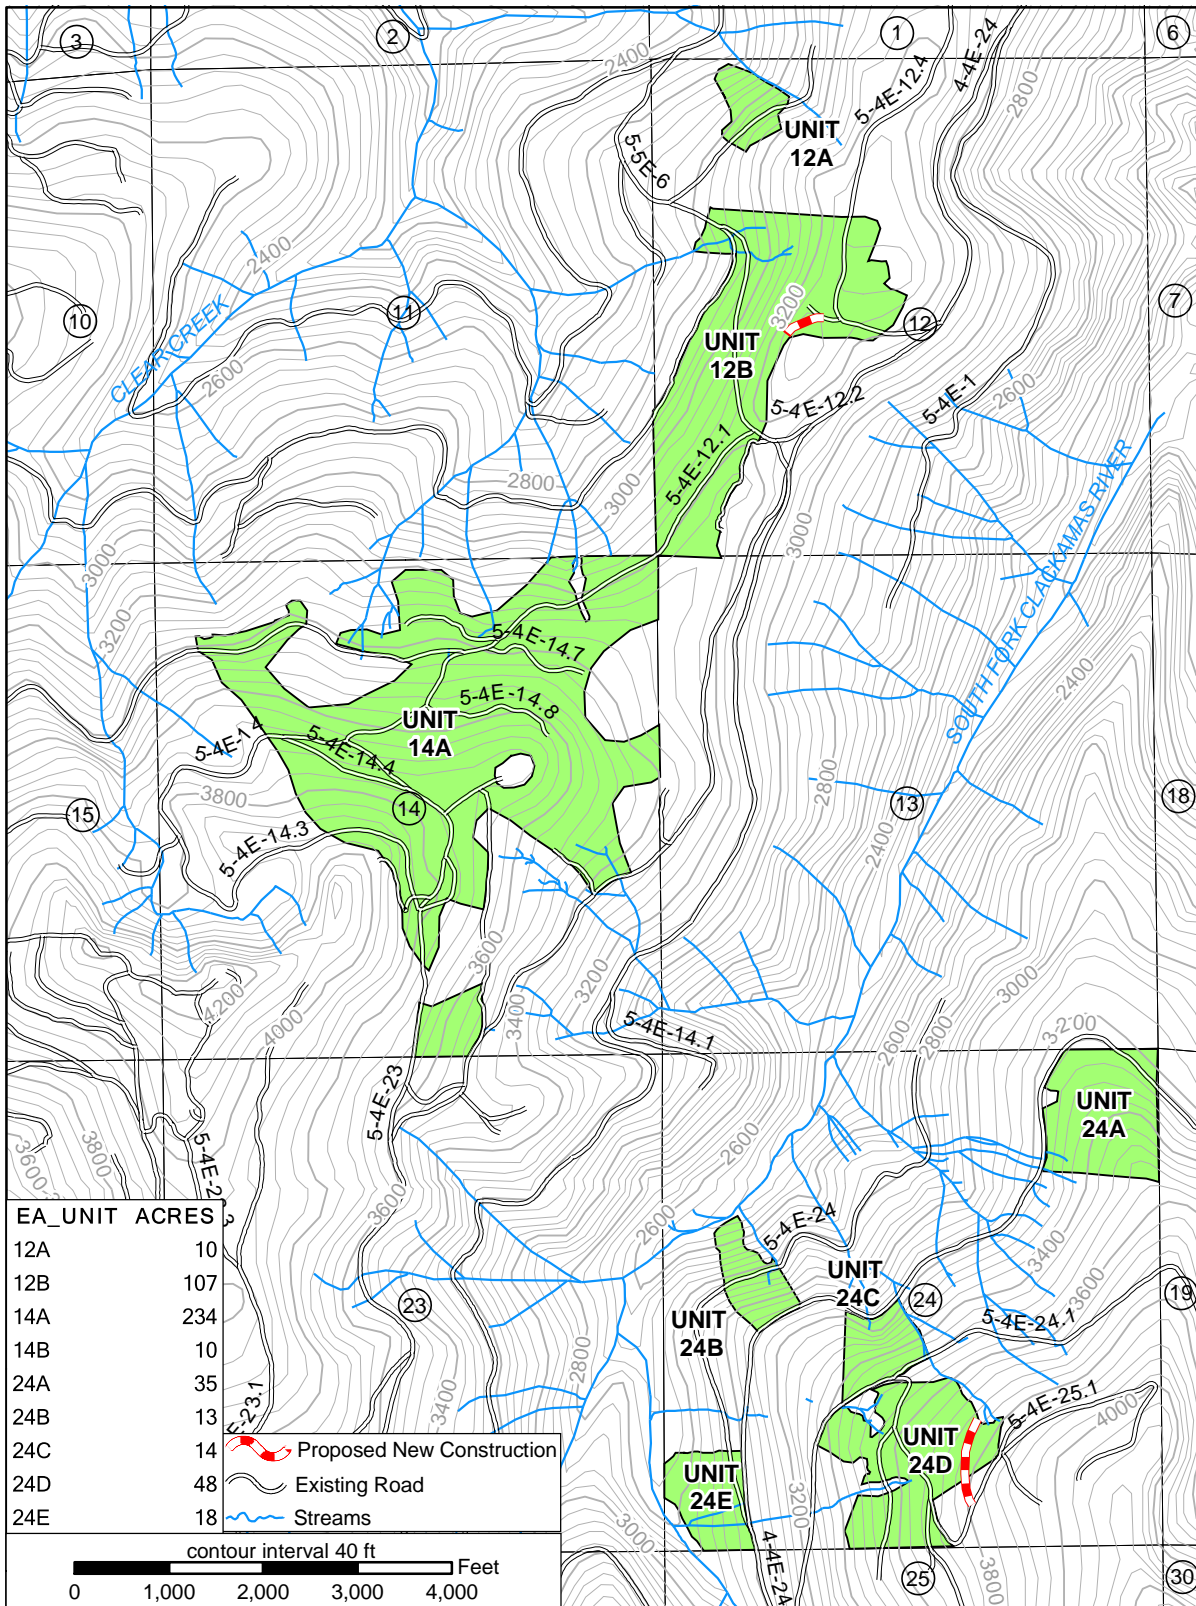 3
2
1
6
2400
5-4E-12.4
4-4E-24
2800
UNIT
12A
5-5E-6
2400
CLEAR CREEK
10
11
2600
3200
12
7
UNIT
12B
5-4E-12.2
5-4E-1
2600
5-4E-12.1
2800
3000
3000
SOUTH FORK CLACKAMAS RIVER
3000
3200
5-4E-14.7
2400
5-4E-14.8
UNIT
14A
5-4E-14
5-4E-14.4
3800
2800
15
14
13
18
5-4E-14.3
2400
3600
3200
3000
4200
4000
3400
5-4E-14.1
2600
2800
3200
5-4E-23
UNIT
24A
2600
3600
3800
3600
2600
5-4E-24
3400
UNIT
24C
3600
23
24
19
UNIT
24B
5-4E-24.1
2800
3400
5-4E-25.1
4000
UNIT
24D
UNIT
24E
3200
3000
4-4E-24
25
3800
30
EA_UNIT ACRES
12A 10
12B 107
14A 234
14B 10
24A 35
24B 13
24C 14
24D 48
24E 18
Proposed New Construction
Existing Road
Streams
contour interval 40 ft
Feet
0 1,000 2,000 3,000 4,000